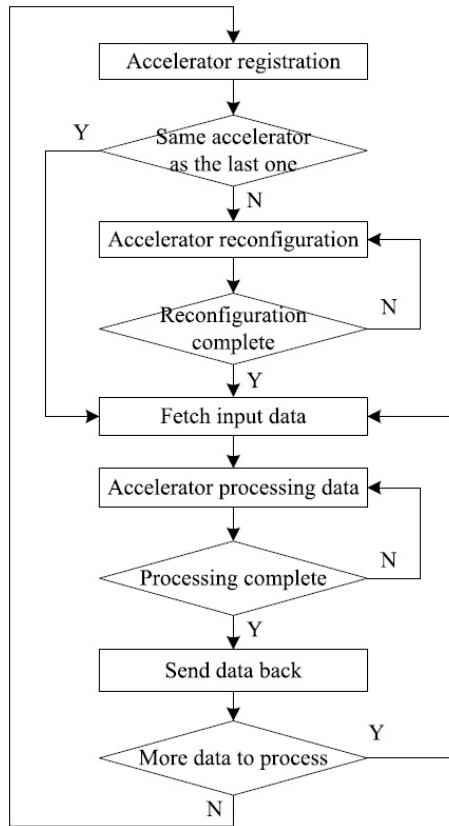 Accelerator registration
Y
Same accelerator
as the last one
N
Accelerator reconfiguration
Reconfiguration
complete
N
Y
Fetch input data
Accelerator processing data
Processing complete
N
Y
Send data back
More data to process
Y
N